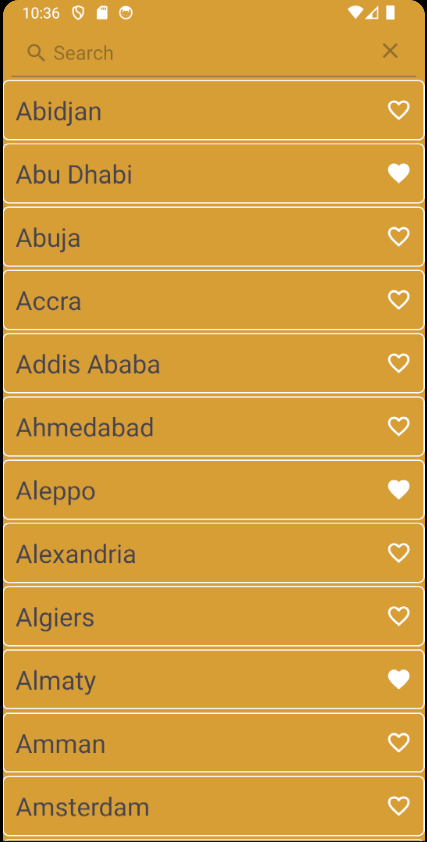 10:36
Search
Abidjan
Abu Dhabi
Abuja
Accra
Addis Ababa
Ahmedabad
Aleppo
Alexandria
Algiers
Almaty
Amman
Amsterdam